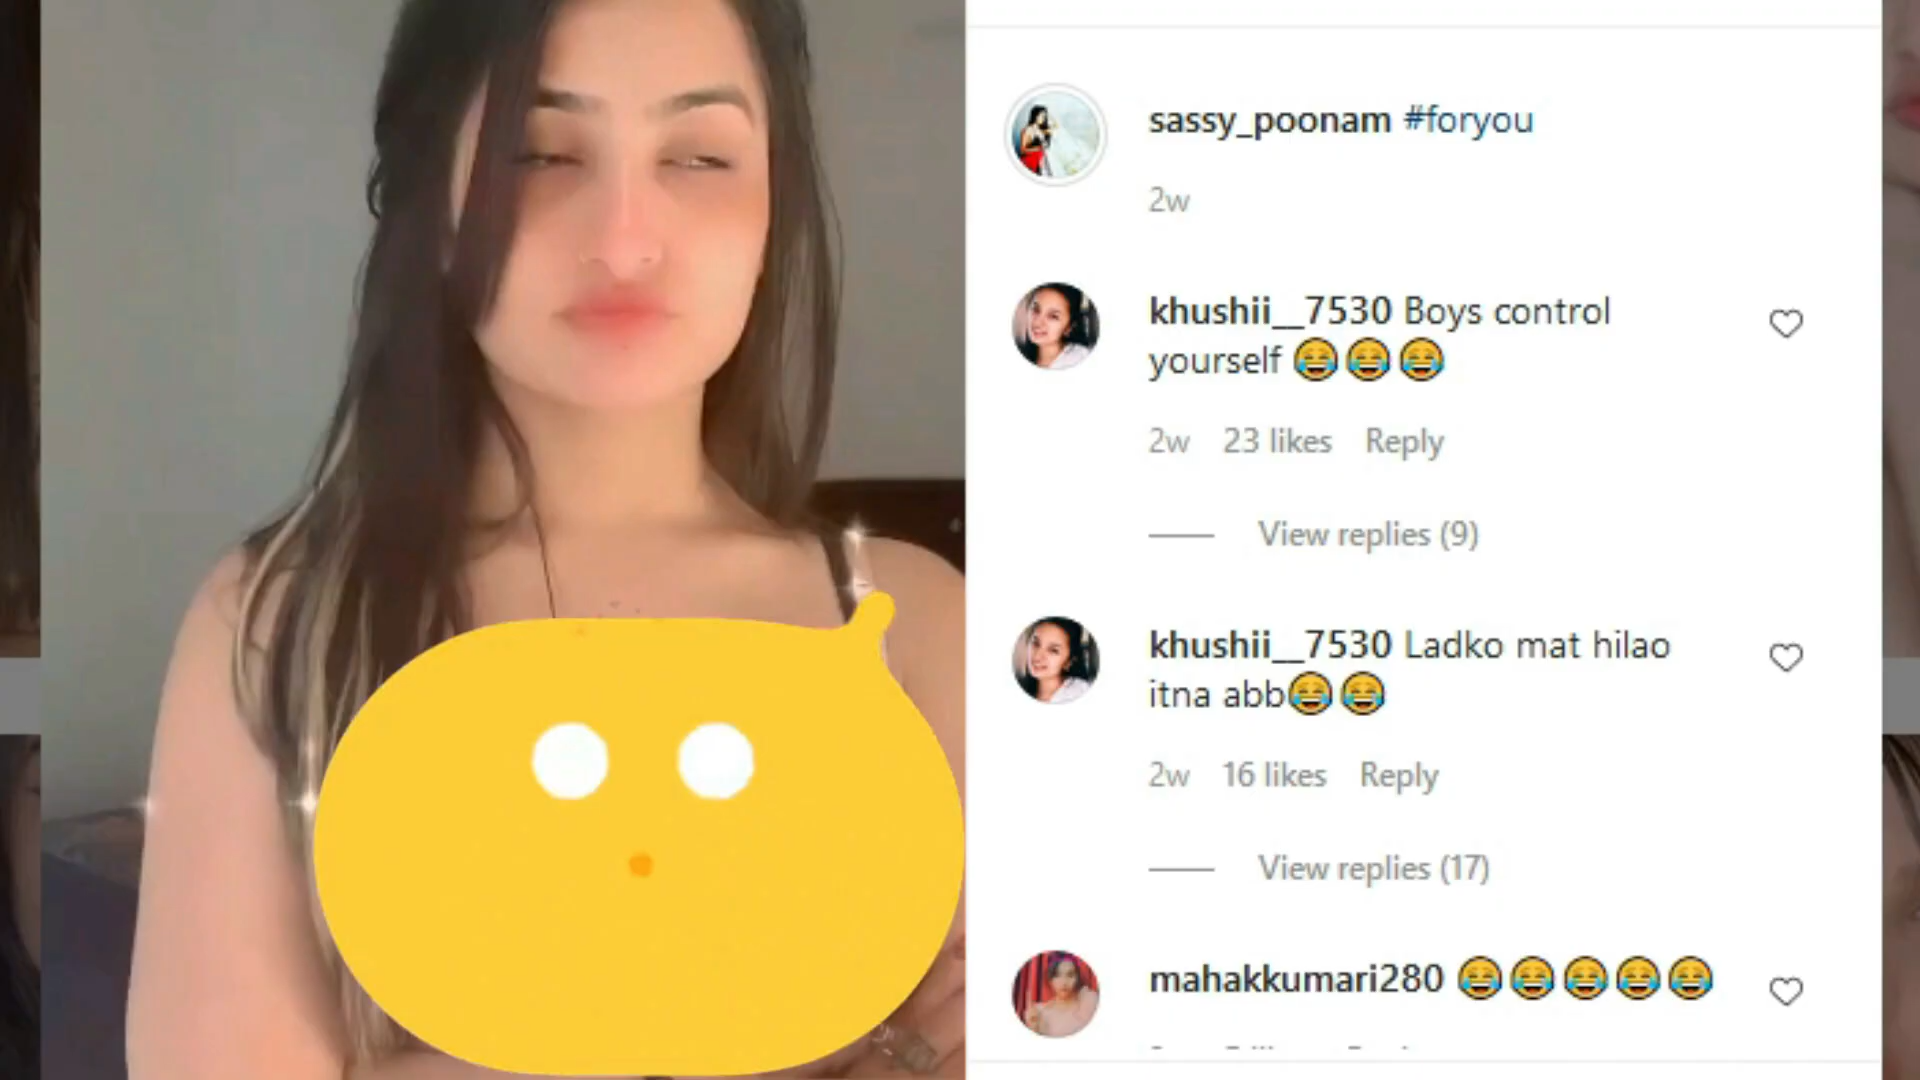 sassy_poonam #foryou
2w
khushii__7530 Boys control
yourself 😂😂😂
2w 23 likes Reply
View replies (9)
khushii__7530 Ladko mat hilao
itna abb😂😂
2w 16 likes Reply
View replies (17)
mahakkumari280 😂😂😂😂😂